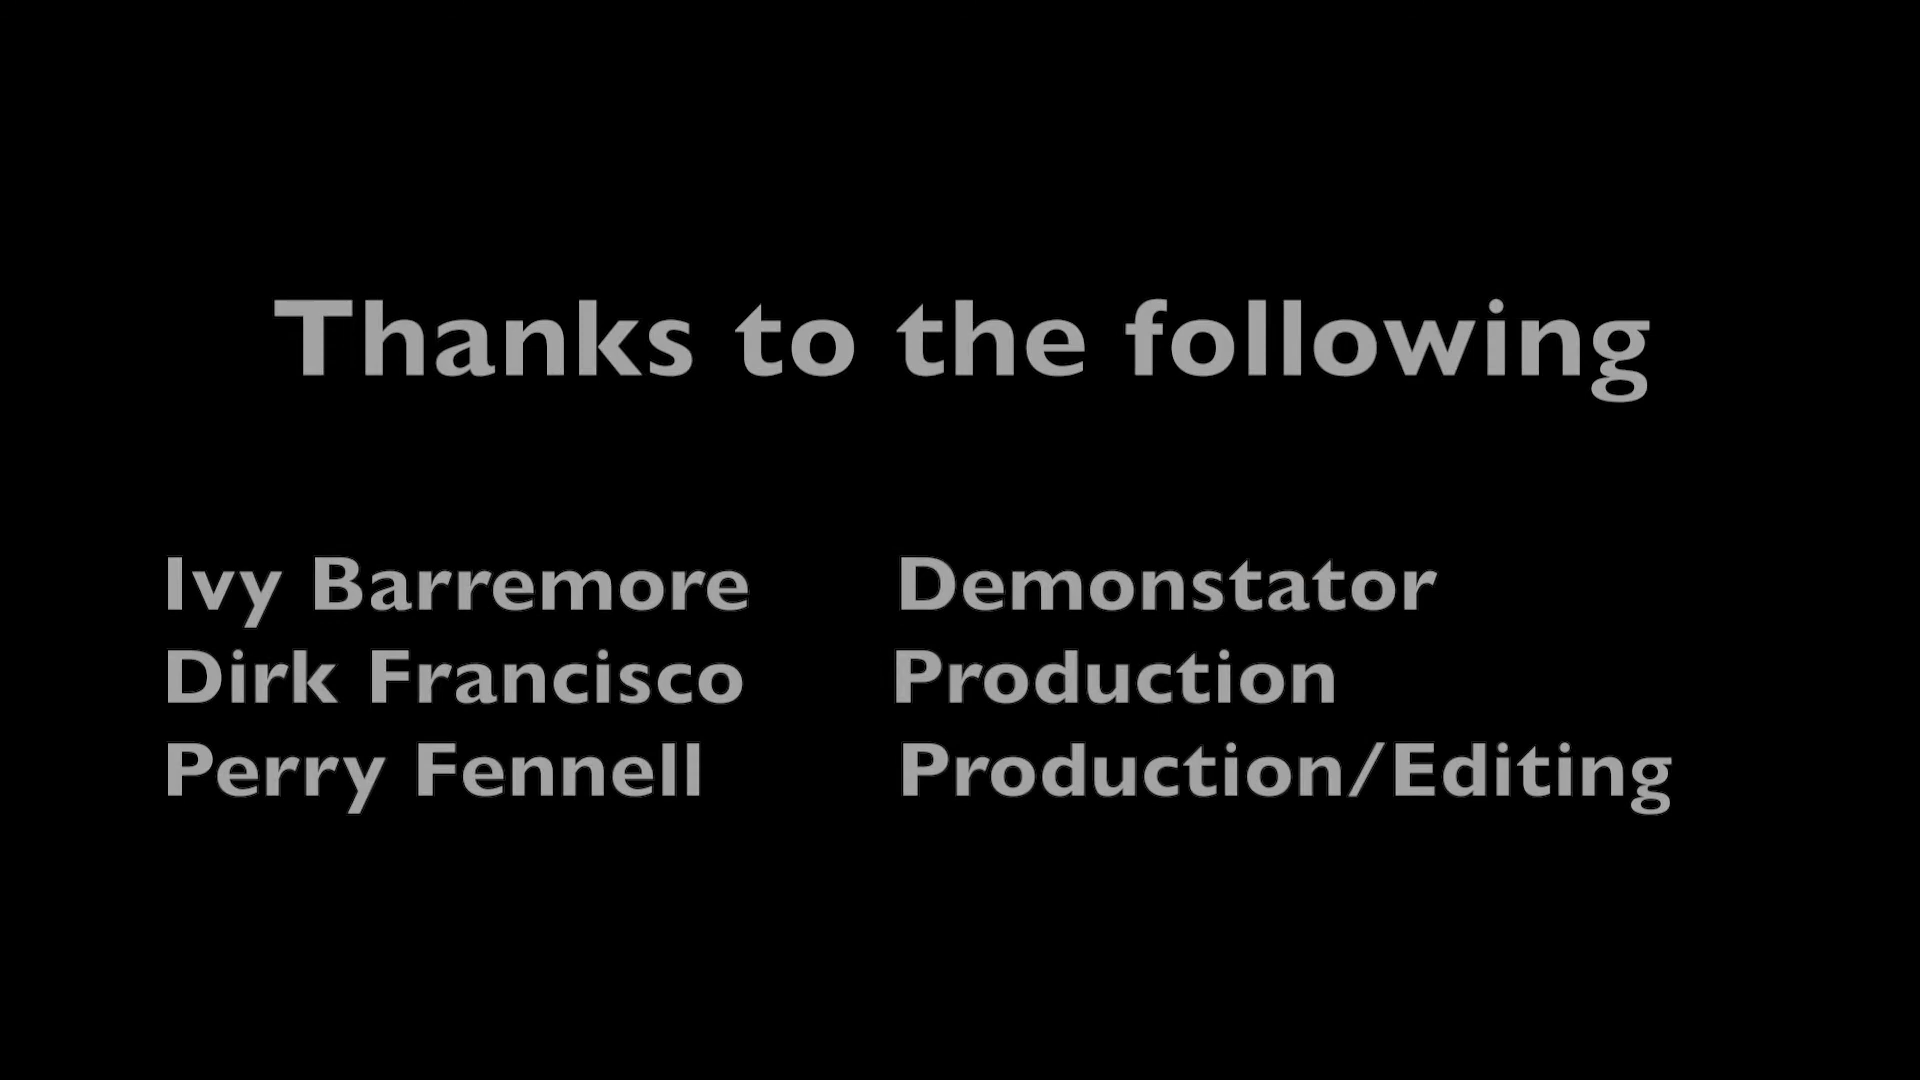 Thanks to the following
Ivy Barremore Demonstator
Dirk Francisco Production
Perry Fennell Production/Editing